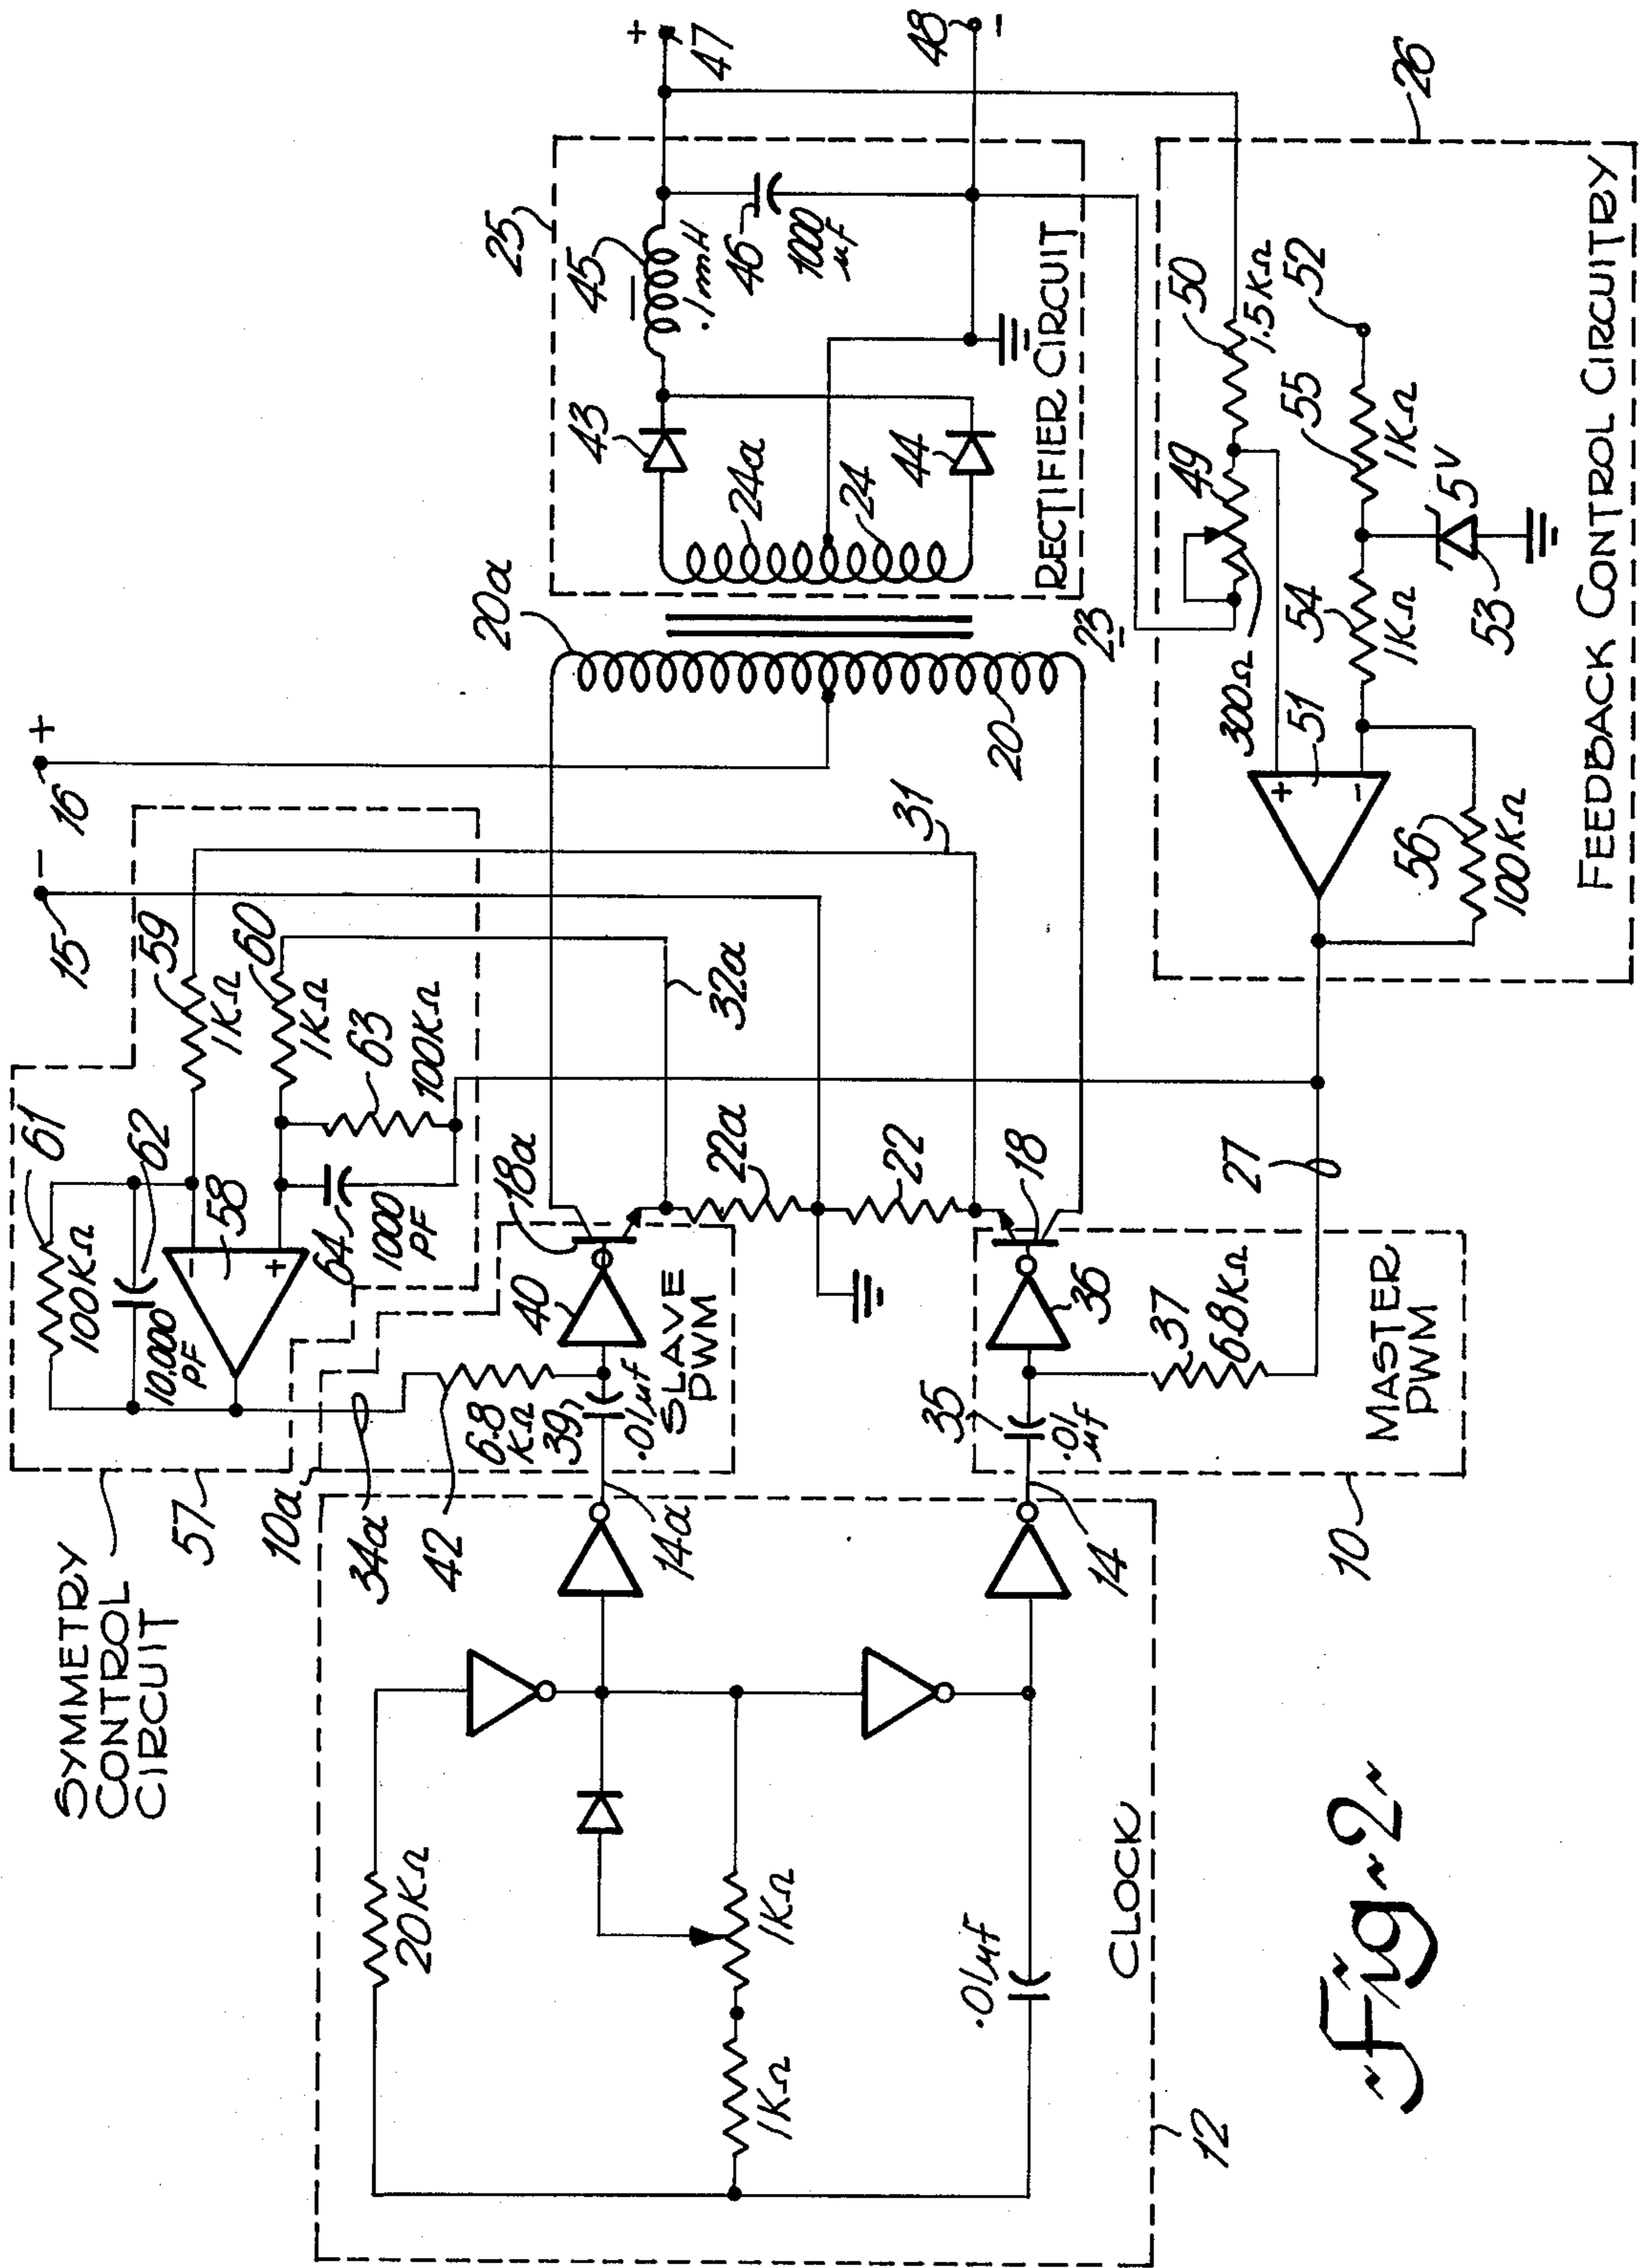 SYMMETRY
CONTROL
CIRCUIT
57
61
100KΩ
62
10,000
PF
58
-
+
59
1KΩ
60
1KΩ
63
100KΩ
64
1000
PF
15
-
16
+
10a
34a
42
6.8
KΩ
39
.01µf
40
18a
SLAVE
PWM
32a
31
22a
22
20a
20
23
25
43
24a
24
44
45
.1mH
46
1000
µf
RECTIFIER CIRCUIT
+
47
48
-
20KΩ
1KΩ
1KΩ
.01µf
CLOCK
12
14a
14
35
.01
µf
36
18
37
6.8KΩ
MASTER
PWM
10
27
26
50
1.5KΩ
49
300Ω
51
+
-
52
55
1KΩ
54
1KΩ
5V
53
56
100KΩ
FEEDBACK CONTROL CIRCUITRY
Fig 2